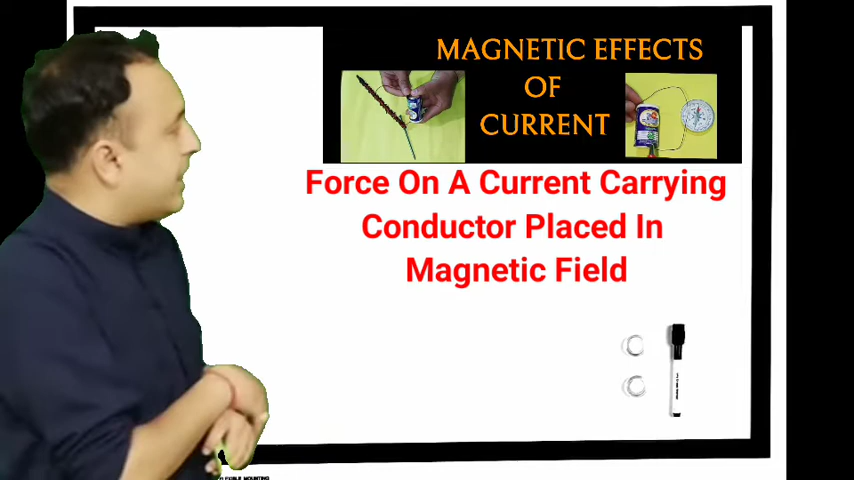 MAGNETIC EFFECTS
OF
CURRENT
Force On A Current Carrying
Conductor Placed In
Magnetic Field